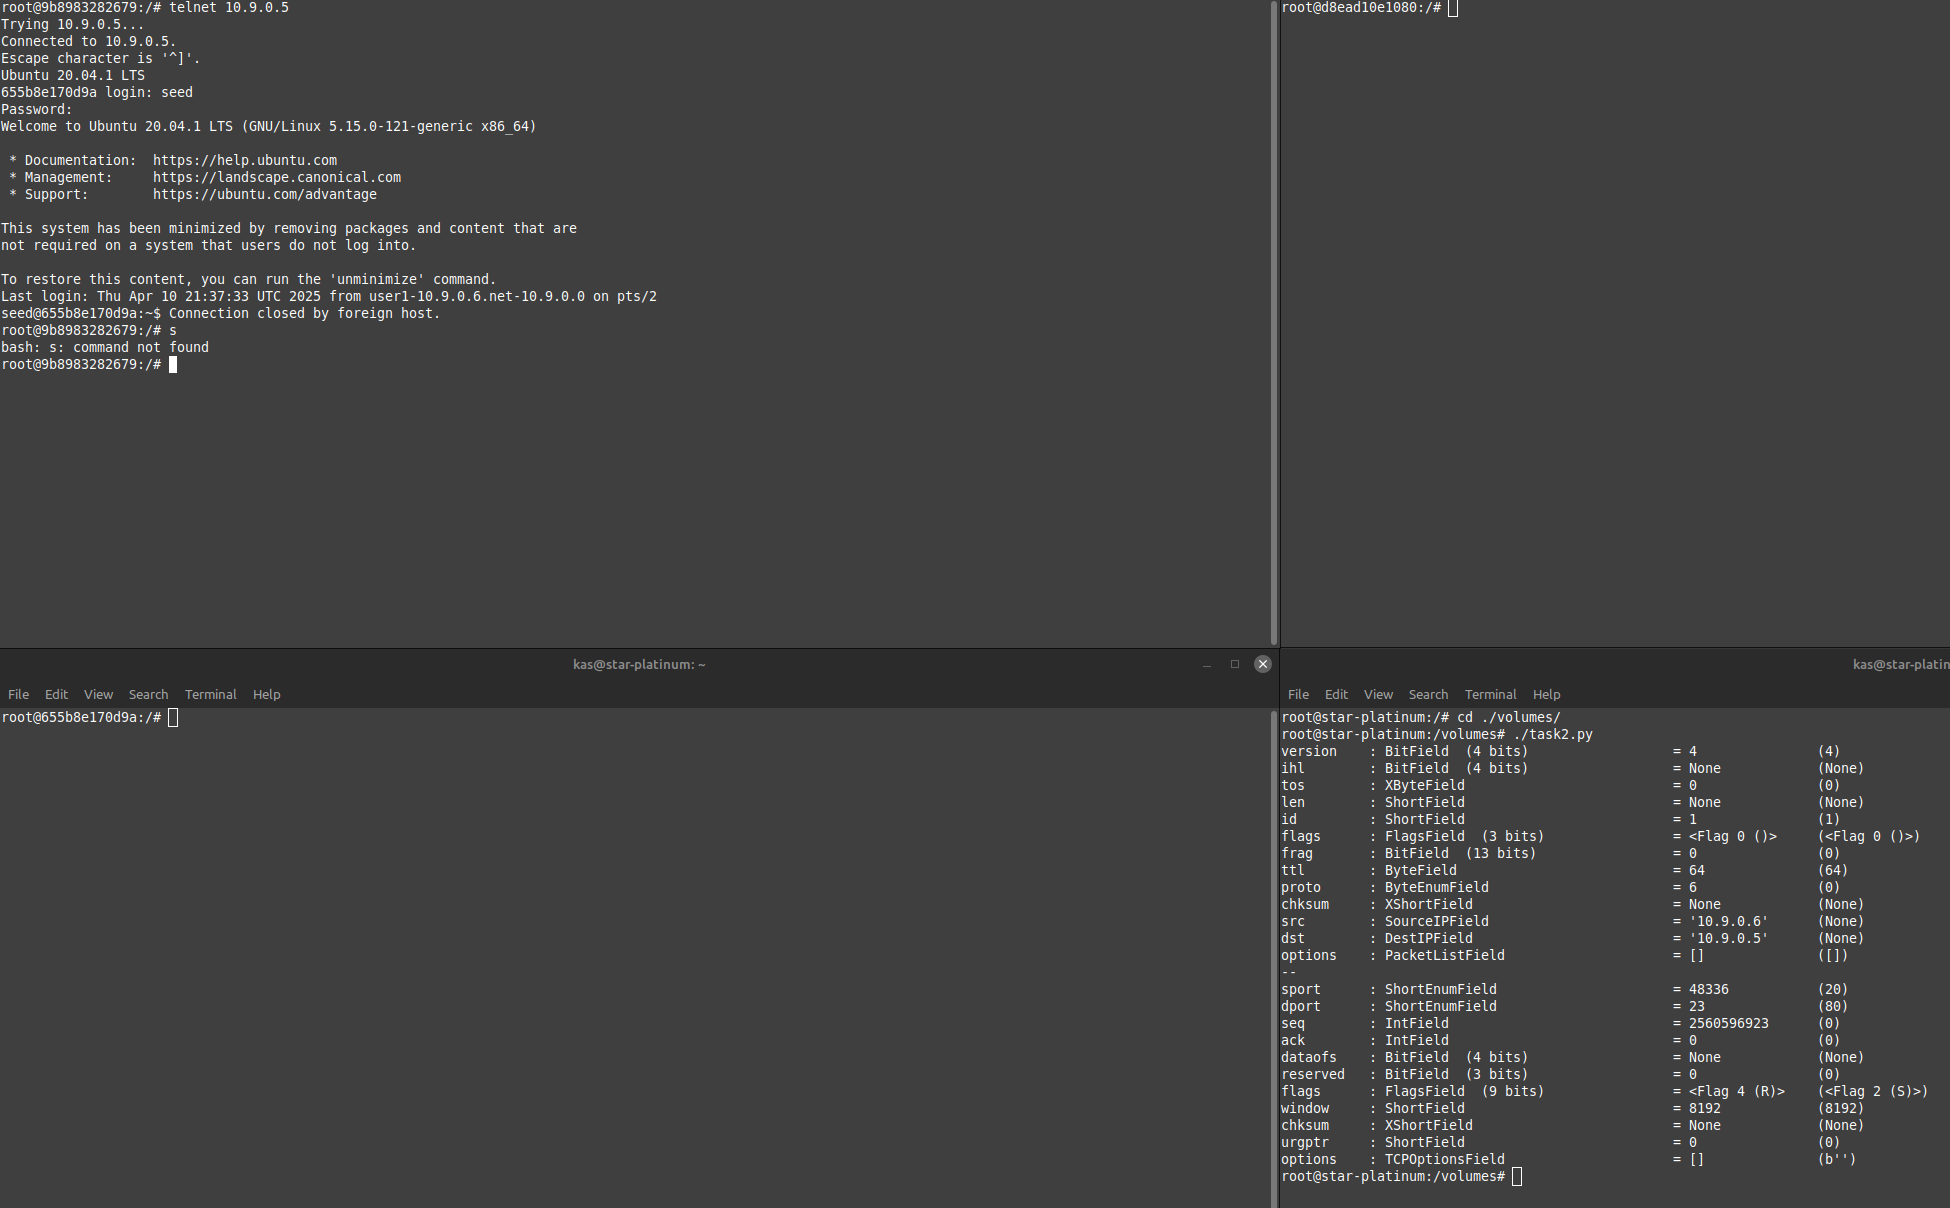 root@9b8983282679:/# telnet 10.9.0.5
Trying 10.9.0.5...
Connected to 10.9.0.5.
Escape character is '^]'.
Ubuntu 20.04.1 LTS
655b8e170d9a login: seed
Password:
Welcome to Ubuntu 20.04.1 LTS (GNU/Linux 5.15.0-121-generic x86_64)

 * Documentation:  https://help.ubuntu.com
 * Management:     https://landscape.canonical.com
 * Support:        https://ubuntu.com/advantage

This system has been minimized by removing packages and content that are
not required on a system that users do not log into.

To restore this content, you can run the 'unminimize' command.
Last login: Thu Apr 10 21:37:33 UTC 2025 from user1-10.9.0.6.net-10.9.0.0 on pts/2
seed@655b8e170d9a:~$ Connection closed by foreign host.
root@9b8983282679:/# s
bash: s: command not found
root@9b8983282679:/#
root@d8ead10e1080:/#
kas@star-platinum: ~
File Edit View Search Terminal Help
root@655b8e170d9a:/#
kas@star-platin
File Edit View Search Terminal Help
root@star-platinum:/# cd ./volumes/
root@star-platinum:/volumes# ./task2.py
version    : BitField  (4 bits)                  = 4               (4)
ihl        : BitField  (4 bits)                  = None            (None)
tos        : XByteField                          = 0               (0)
len        : ShortField                          = None            (None)
id         : ShortField                          = 1               (1)
flags      : FlagsField  (3 bits)                = <Flag 0 ()>     (<Flag 0 ()>)
frag       : BitField  (13 bits)                 = 0               (0)
ttl        : ByteField                           = 64              (64)
proto      : ByteEnumField                       = 6               (0)
chksum     : XShortField                         = None            (None)
src        : SourceIPField                       = '10.9.0.6'      (None)
dst        : DestIPField                         = '10.9.0.5'      (None)
options    : PacketListField                     = []              ([])
--
sport      : ShortEnumField                      = 48336           (20)
dport      : ShortEnumField                      = 23              (80)
seq        : IntField                            = 2560596923      (0)
ack        : IntField                            = 0               (0)
dataofs    : BitField  (4 bits)                  = None            (None)
reserved   : BitField  (3 bits)                  = 0               (0)
flags      : FlagsField  (9 bits)                = <Flag 4 (R)>    (<Flag 2 (S)>)
window     : ShortField                          = 8192            (8192)
chksum     : XShortField                         = None            (None)
urgptr     : ShortField                          = 0               (0)
options    : TCPOptionsField                     = []              (b'')
root@star-platinum:/volumes#